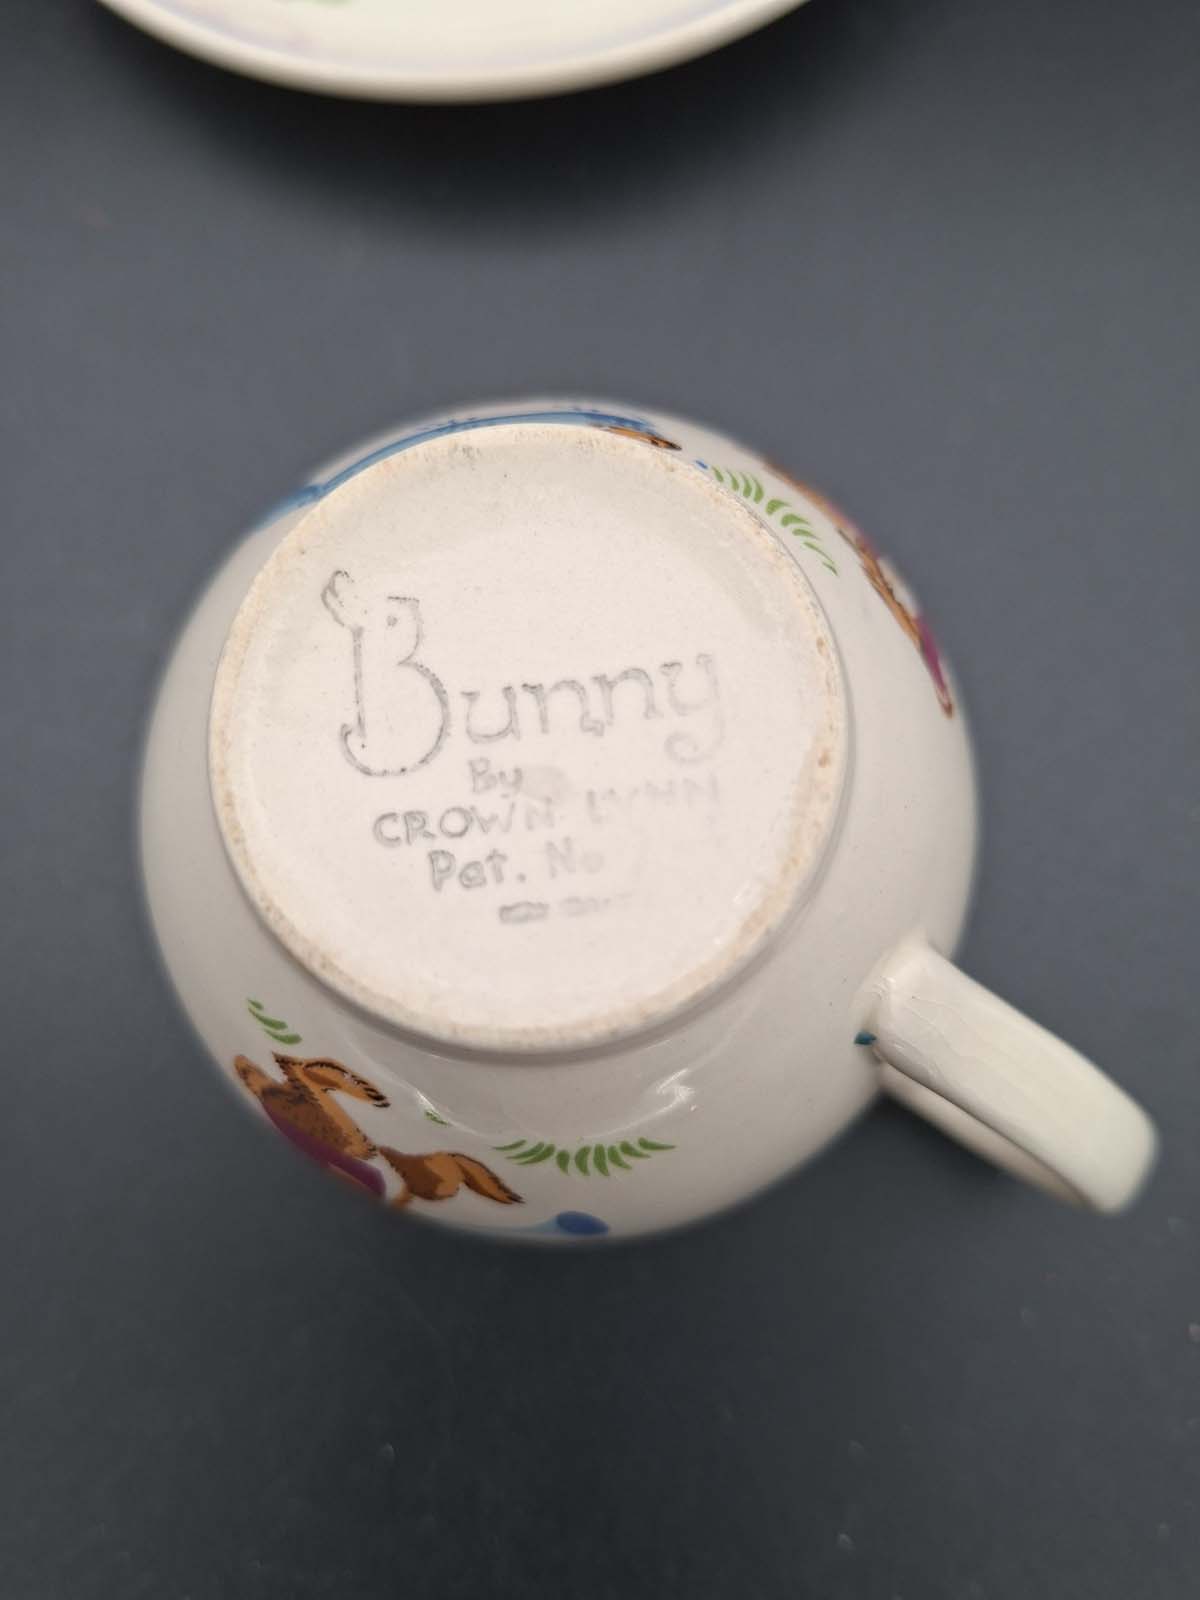 Bunny
By
CROWN LYNN
Pat. No